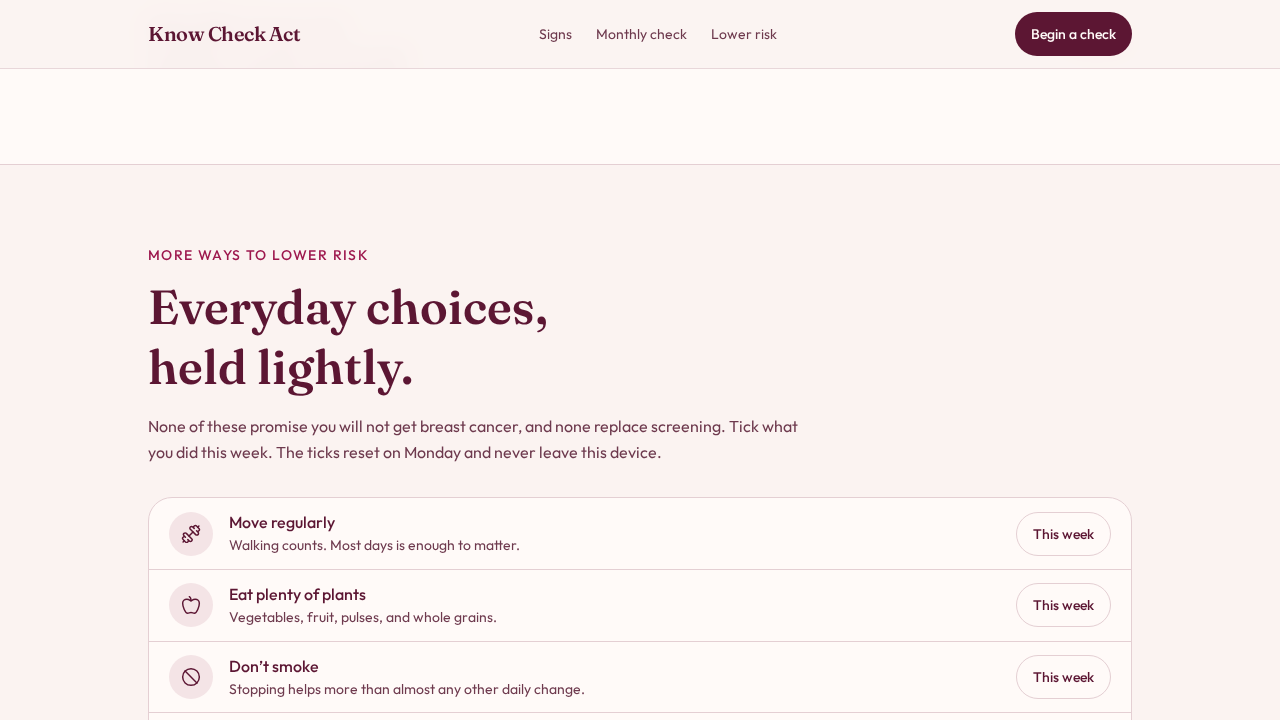 Know Check Act
Signs
Monthly check
Lower risk
Begin a check
MORE WAYS TO LOWER RISK
Everyday choices,
held lightly.
None of these promise you will not get breast cancer, and none replace screening. Tick what
you did this week. The ticks reset on Monday and never leave this device.
Move regularly
Walking counts. Most days is enough to matter.
This week
Eat plenty of plants
Vegetables, fruit, pulses, and whole grains.
This week
Don’t smoke
Stopping helps more than almost any other daily change.
This week